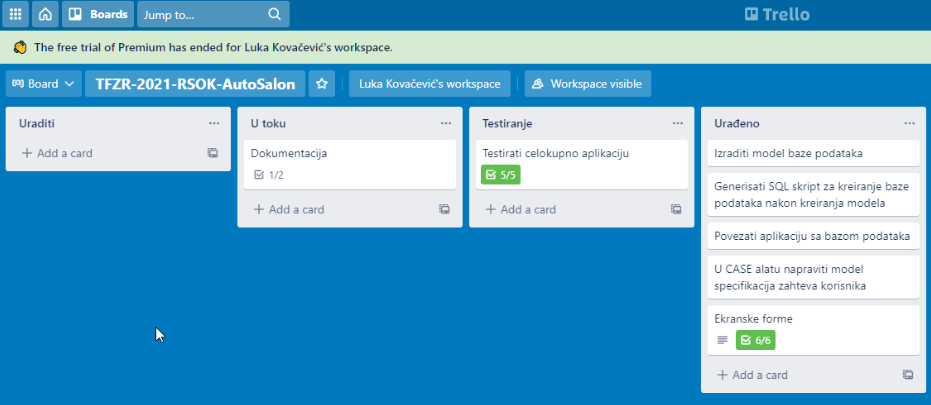 Boards
Jump to...
Trello
The free trial of Premium has ended for Luka Kovačević's workspace.
Board
TFZR-2021-RSOK-AutoSalon
Luka Kovačević's workspace
Workspace visible
Uraditi
+ Add a card
U toku
Dokumentacija
1/2
+ Add a card
Testiranje
Testirati celokupno aplikaciju
5/5
+ Add a card
Urađeno
Izraditi model baze podataka
Generisati SQL skript za kreiranje baze
podataka nakon kreiranja modela
Povezati aplikaciju sa bazom podataka
U CASE alatu napraviti model
specifikacija zahteva korisnika
Ekranske forme
6/6
+ Add a card